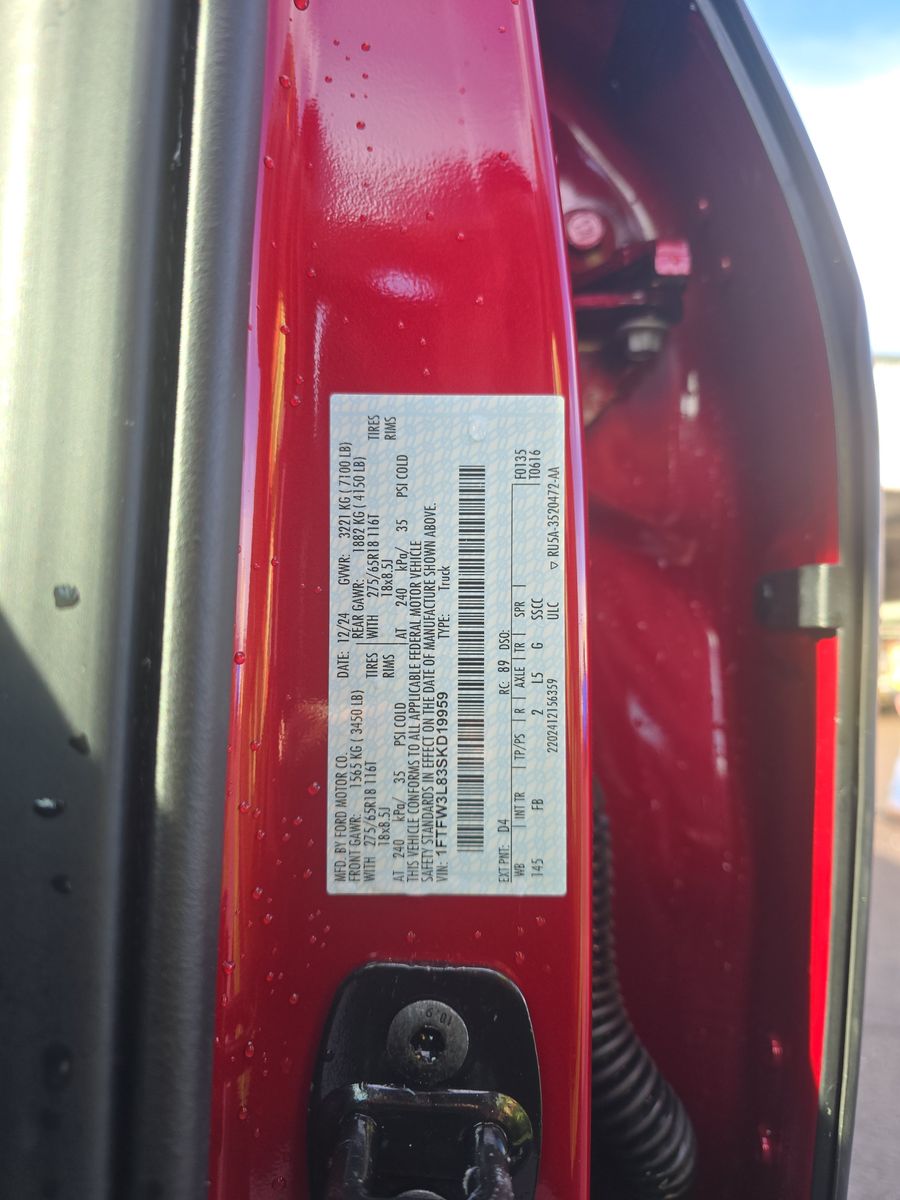 MFD. BY FORD MOTOR CO.
DATE: 12/24 GVWR: 3221 KG ( 7100 LB)
FRONT GAWR: 1565 KG ( 3450 LB)
REAR GAWR: 1882 KG ( 4150 LB)
WITH 275/65R18 116T TIRES
WITH 275/65R18 116T TIRES
18x8.5J RIMS
18x8.5J RIMS
AT 240 kPa/ 35 PSI COLD
AT 240 kPa/ 35 PSI COLD
THIS VEHICLE CONFORMS TO ALL APPLICABLE FEDERAL MOTOR VEHICLE
SAFETY STANDARDS IN EFFECT ON THE DATE OF MANUFACTURE SHOWN ABOVE.
VIN: 1FTFW3L83SKD19959 TYPE: Truck
EXT PNT: D4 RC: 89 DSO:
WB | INT TR | TP/PS | R | AXLE | TR | SPR | F0135
145 FB 2 L5 G SSCC T0616
2202412156359 ULC ▽ RU5A-3520472-AA
10.9